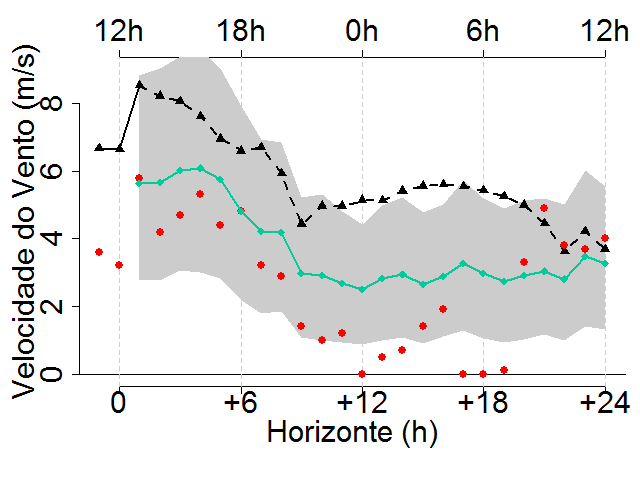 12h 18h 0h 6h 12h
Velocidade do Vento (m/s)
8
6
4
2
0
0 +6 +12 +18 +24
Horizonte (h)